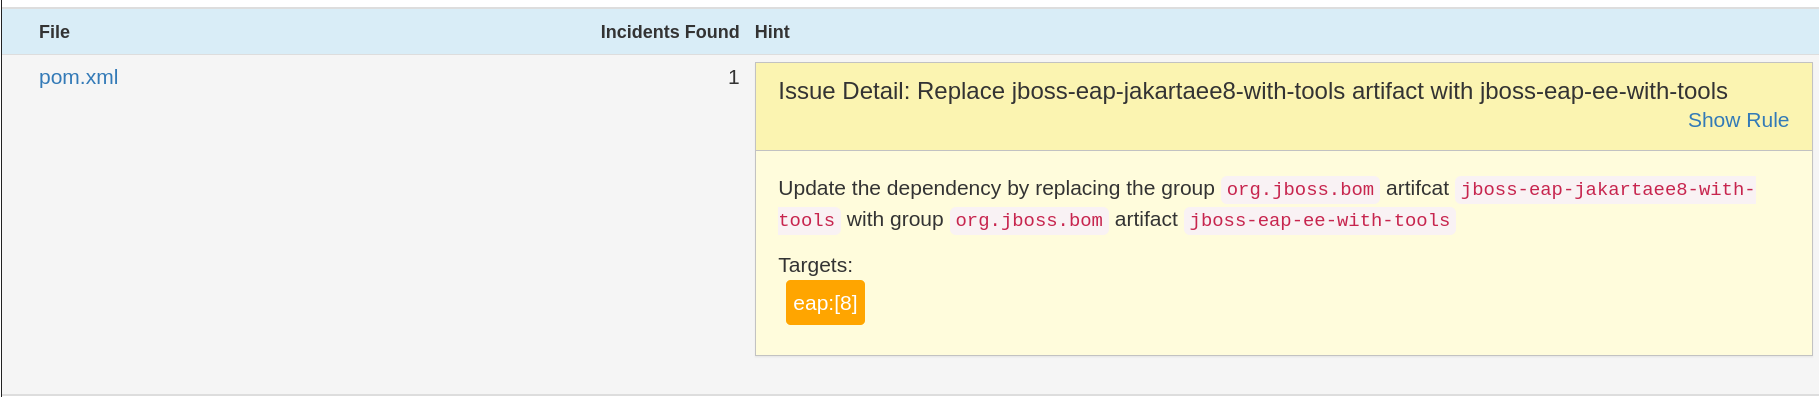 File Incidents Found Hint
pom.xml 1 Issue Detail: Replace jboss-eap-jakartaee8-with-tools artifact with jboss-eap-ee-with-tools
Show Rule
Update the dependency by replacing the group org.jboss.bom artifcat jboss-eap-jakartaee8-with-
tools with group org.jboss.bom artifact jboss-eap-ee-with-tools
Targets:
eap:[8]